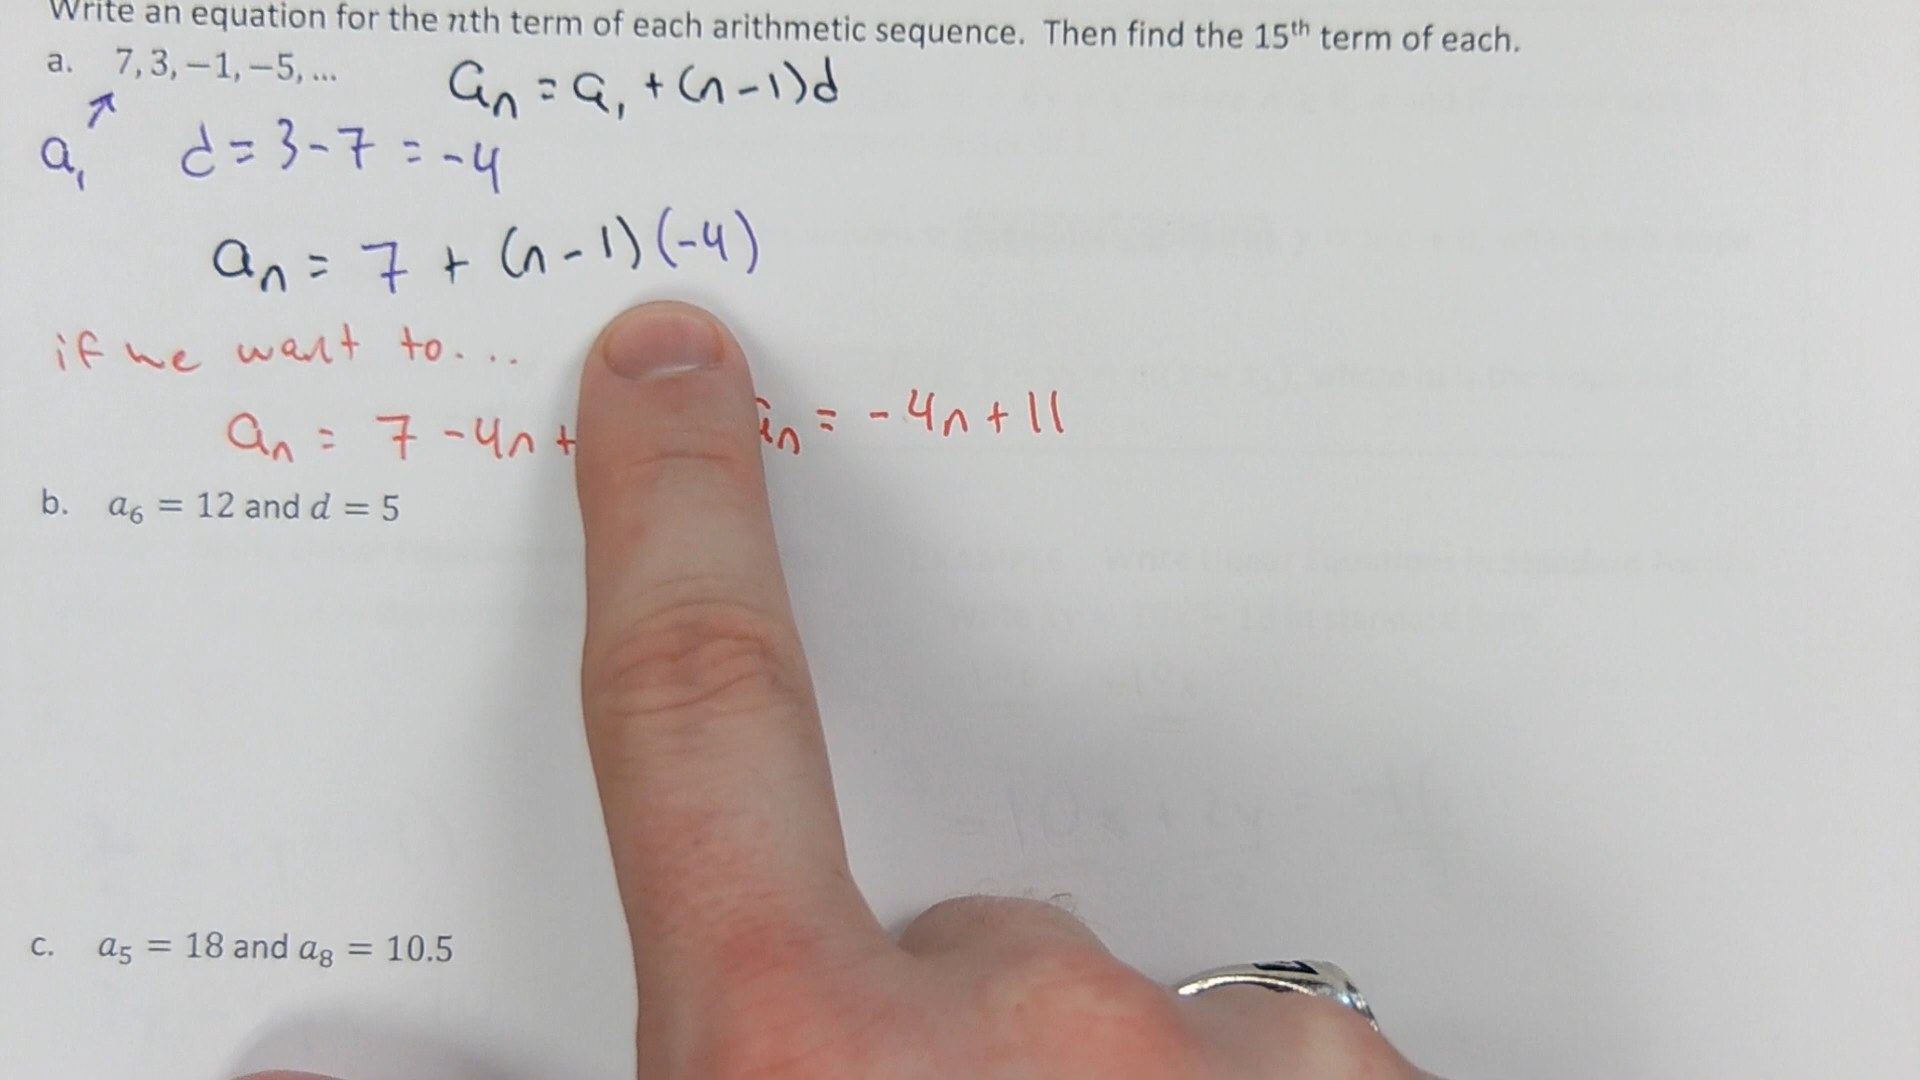 Write an equation for the nth term of each arithmetic sequence. Then find the 15th term of each.
a. 7, 3, −1, −5, ...
aₙ = a₁ + (n-1)d
a₁ d = 3-7 = -4
aₙ = 7 + (n-1)(-4)
if we want to...
aₙ = 7 -4n + aₙ = -4n + 11
b. a₆ = 12 and d = 5
c. a₅ = 18 and a₈ = 10.5